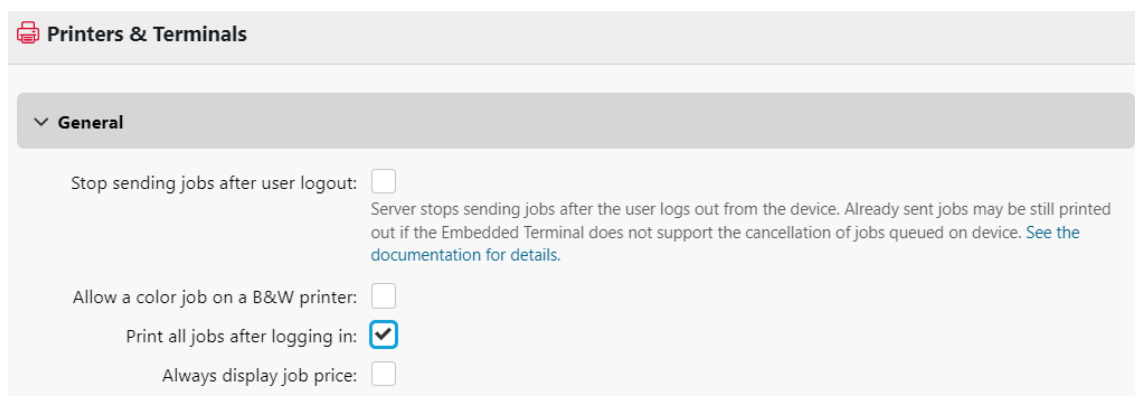 Printers & Terminals
General
Stop sending jobs after user logout:
Server stops sending jobs after the user logs out from the device. Already sent jobs may be still printed
out if the Embedded Terminal does not support the cancellation of jobs queued on device. See the
documentation for details.
Allow a color job on a B&W printer:
Print all jobs after logging in:
Always display job price: